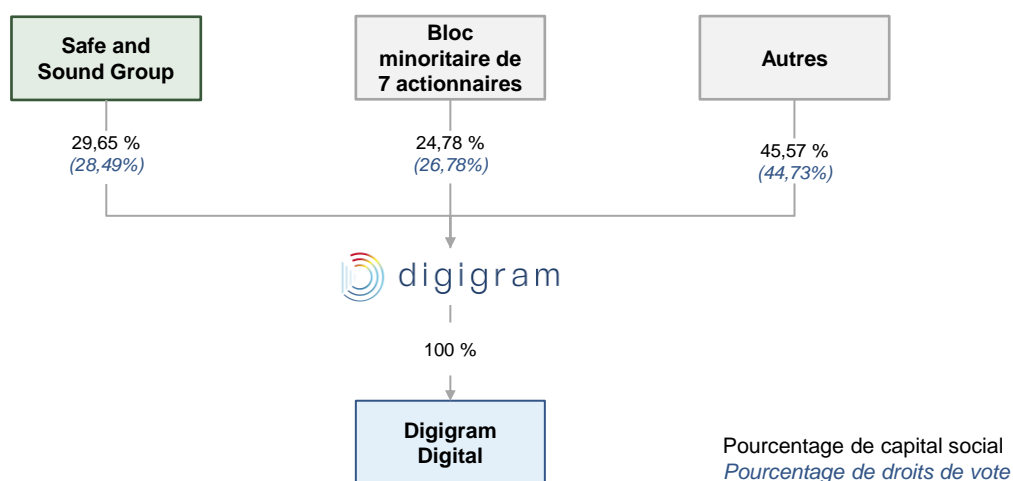 Safe and
Sound Group
Bloc
minoritaire de
7 actionnaires
Autres
29,65 %
(28,49%)
24,78 %
(26,78%)
45,57 %
(44,73%)
digigram
100 %
Digigram
Digital
Pourcentage de capital social
Pourcentage de droits de vote